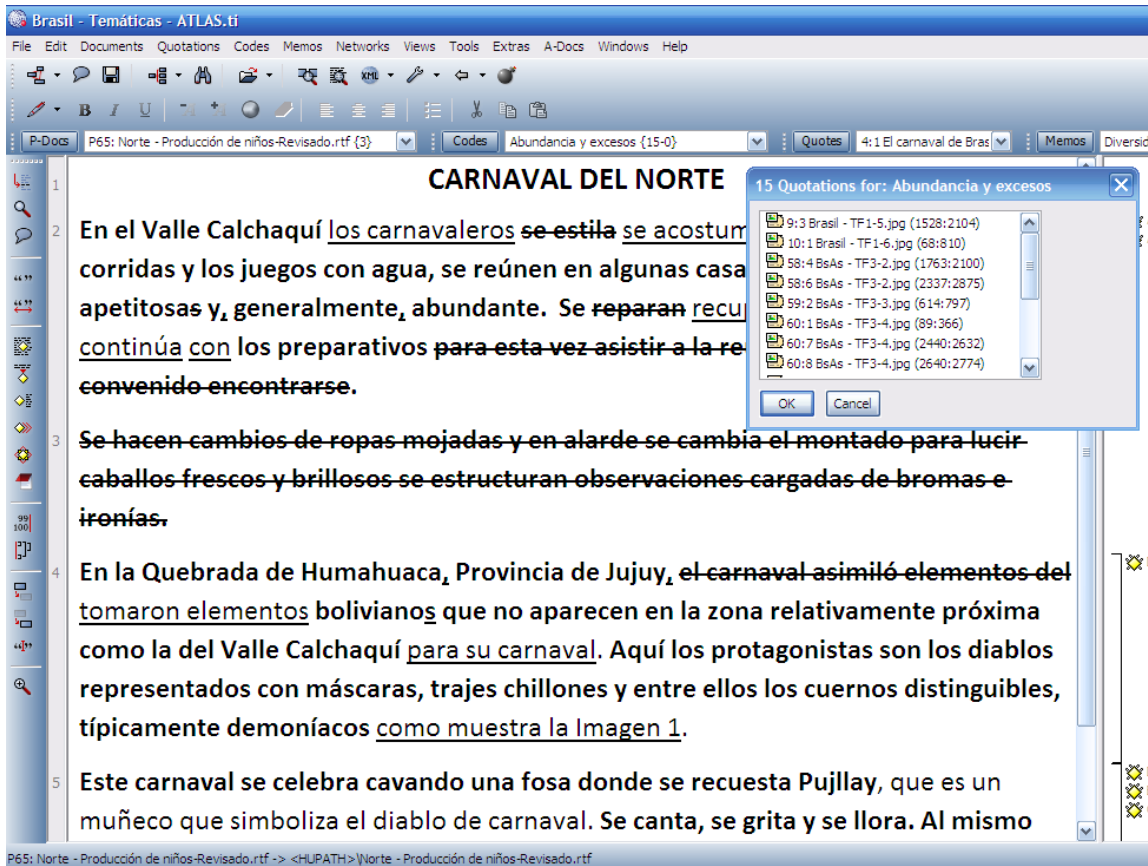 Brasil - Temáticas - ATLAS.ti
File Edit Documents Quotations Codes Memos Networks Views Tools Extras A-Docs Windows Help
B I U
P-Docs P65: Norte - Producción de niños-Revisado.rtf {3} Codes Abundancia y excesos {15-0} Quotes 4:1 El carnaval de Bras Memos Diversid
1 CARNAVAL DEL NORTE
15 Quotations for: Abundancia y excesos
9:3 Brasil - TF1-5.jpg (1528:2104)
10:1 Brasil - TF1-6.jpg (68:810)
58:4 BsAs - TF3-2.jpg (1763:2100)
58:6 BsAs - TF3-2.jpg (2337:2875)
59:2 BsAs - TF3-3.jpg (614:797)
60:1 BsAs - TF3-4.jpg (89:366)
60:7 BsAs - TF3-4.jpg (2440:2632)
60:8 BsAs - TF3-4.jpg (2640:2774)
OK Cancel
2 En el Valle Calchaquí los carnavaleros se estila se acostum
corridas y los juegos con agua, se reúnen en algunas casa
apetitosas y, generalmente, abundante. Se reparan recup
continúa con los preparativos para esta vez asistir a la re
convenido encontrarse.
3 Se hacen cambios de ropas mojadas y en alarde se cambia el montado para lucir
caballos frescos y brillosos se estructuran observaciones cargadas de bromas e
ironías.
4 En la Quebrada de Humahuaca, Provincia de Jujuy, el carnaval asimiló elementos del
tomaron elementos bolivianos que no aparecen en la zona relativamente próxima
como la del Valle Calchaquí para su carnaval. Aquí los protagonistas son los diablos
representados con máscaras, trajes chillones y entre ellos los cuernos distinguibles,
típicamente demoníacos como muestra la Imagen 1.
5 Este carnaval se celebra cavando una fosa donde se recuesta Pujllay, que es un
muñeco que simboliza el diablo de carnaval. Se canta, se grita y se llora. Al mismo
P65: Norte - Producción de niños-Revisado.rtf -> <HUPATH>\Norte - Producción de niños-Revisado.rtf